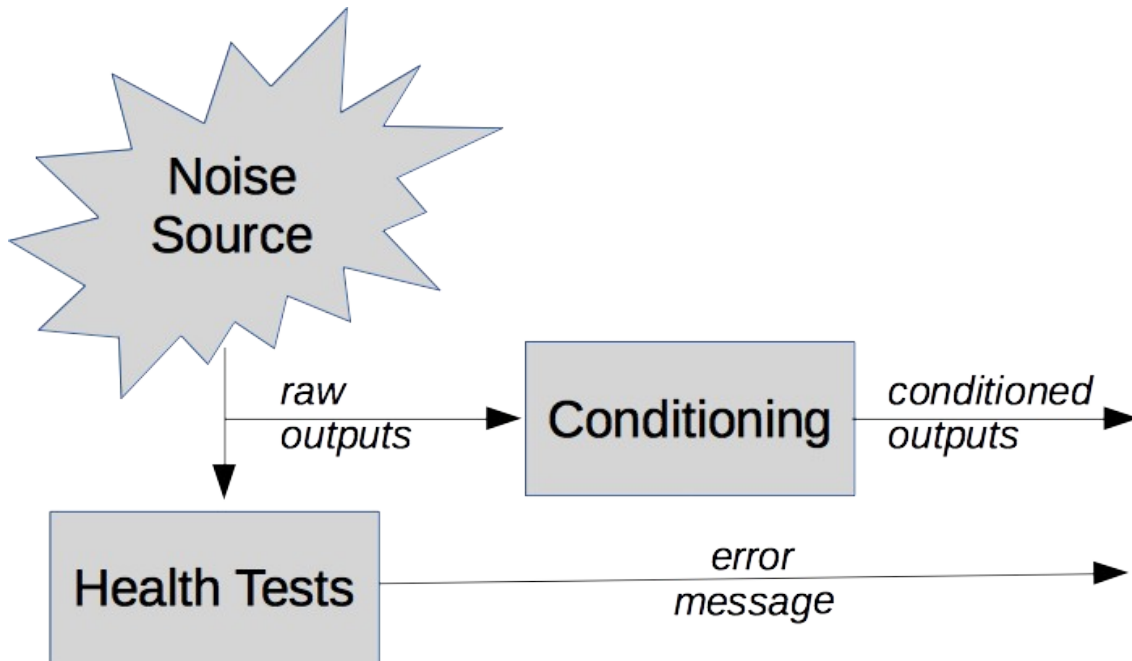 Noise
Source
raw
outputs
Conditioning
conditioned
outputs
Health Tests
error
message